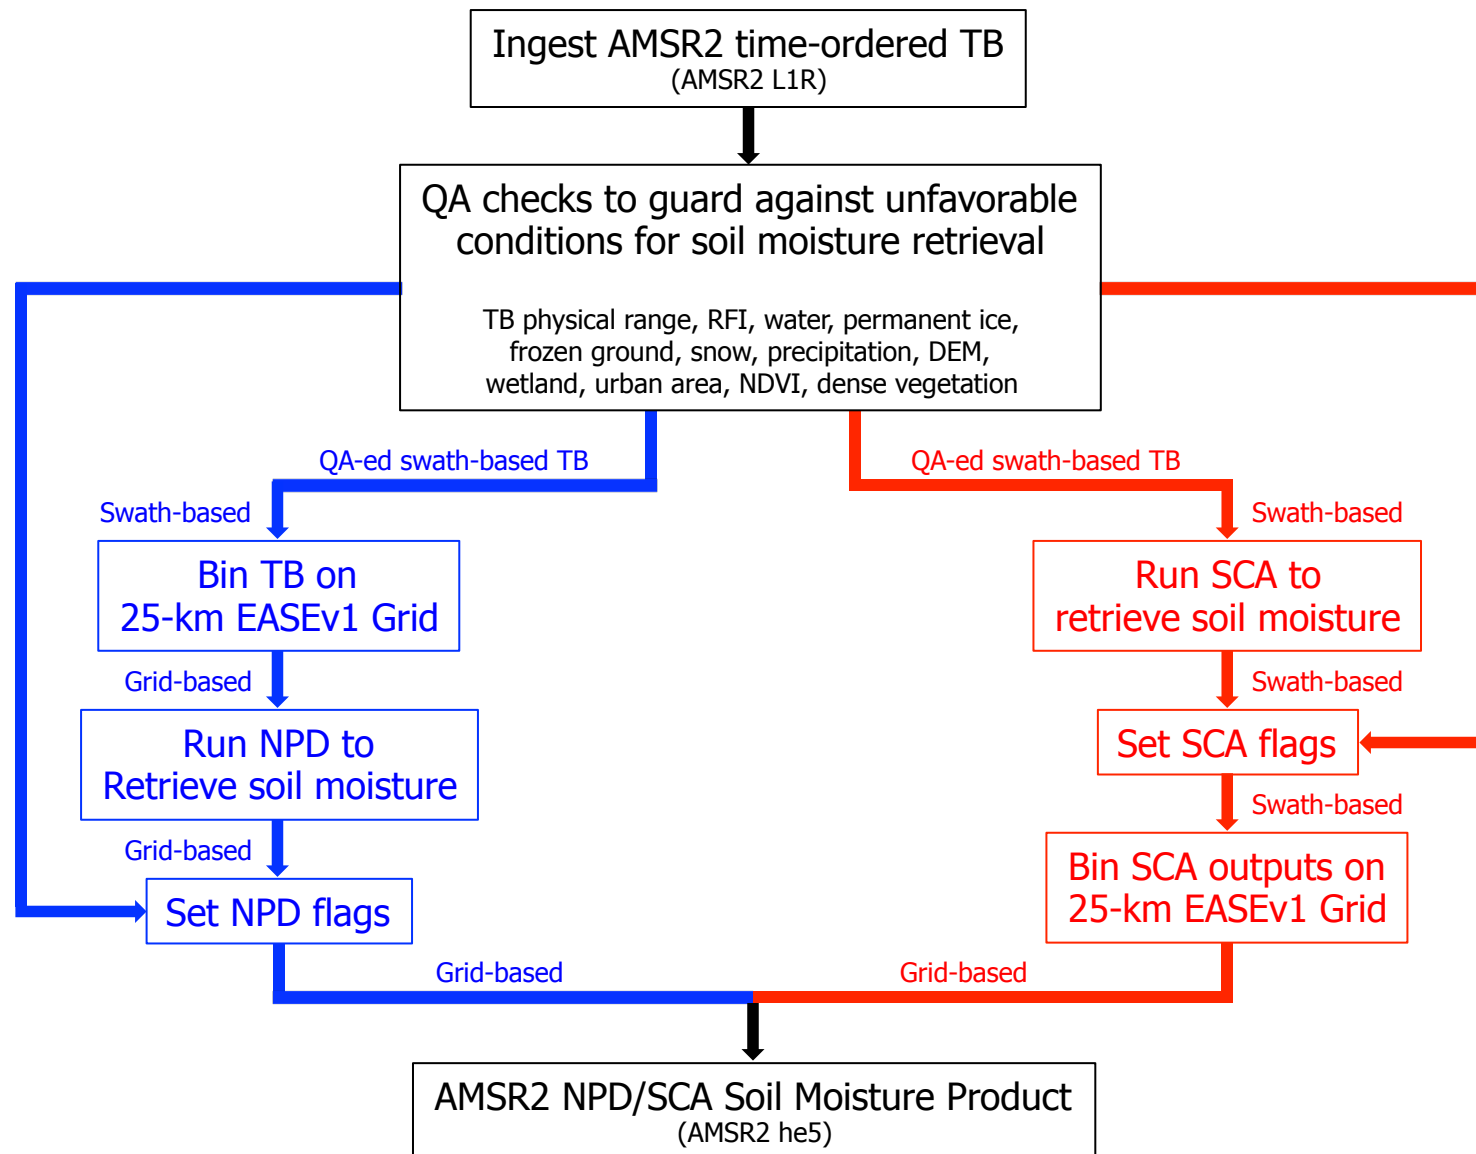 Ingest AMSR2 time-ordered TB
(AMSR2 L1R)
QA checks to guard against unfavorable
conditions for soil moisture retrieval
TB physical range, RFI, water, permanent ice,
frozen ground, snow, precipitation, DEM,
wetland, urban area, NDVI, dense vegetation
QA-ed swath-based TB
QA-ed swath-based TB
Swath-based
Swath-based
Bin TB on
25-km EASEv1 Grid
Run SCA to
retrieve soil moisture
Grid-based
Swath-based
Run NPD to
Retrieve soil moisture
Set SCA flags
Grid-based
Swath-based
Set NPD flags
Bin SCA outputs on
25-km EASEv1 Grid
Grid-based
Grid-based
AMSR2 NPD/SCA Soil Moisture Product
(AMSR2 he5)